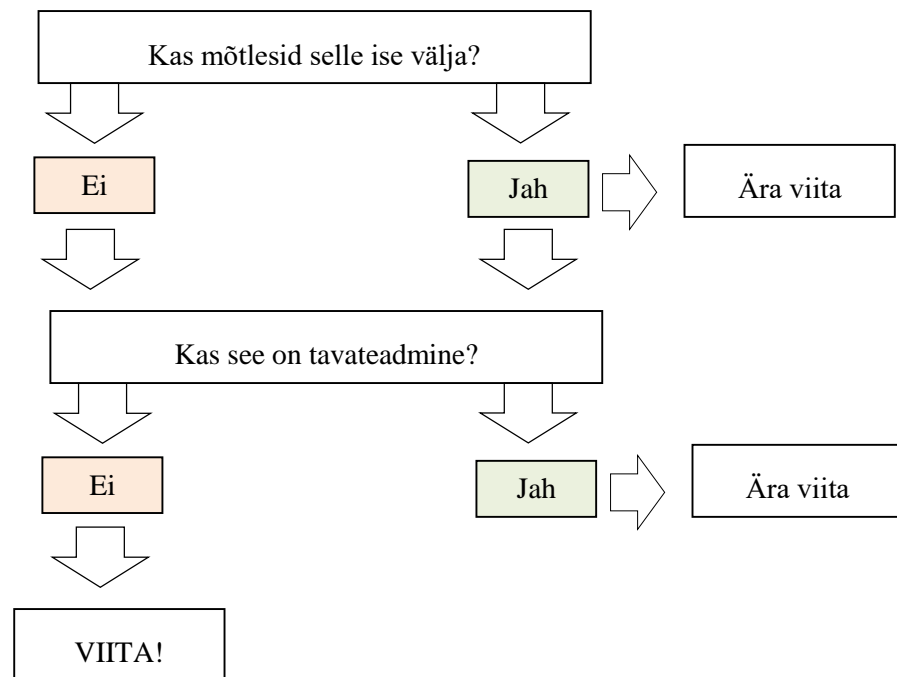 Kas mõtlesid selle ise välja?
Ei
Jah
Ära viita
Kas see on tavateadmine?
Ei
Jah
Ära viita
VIITA!